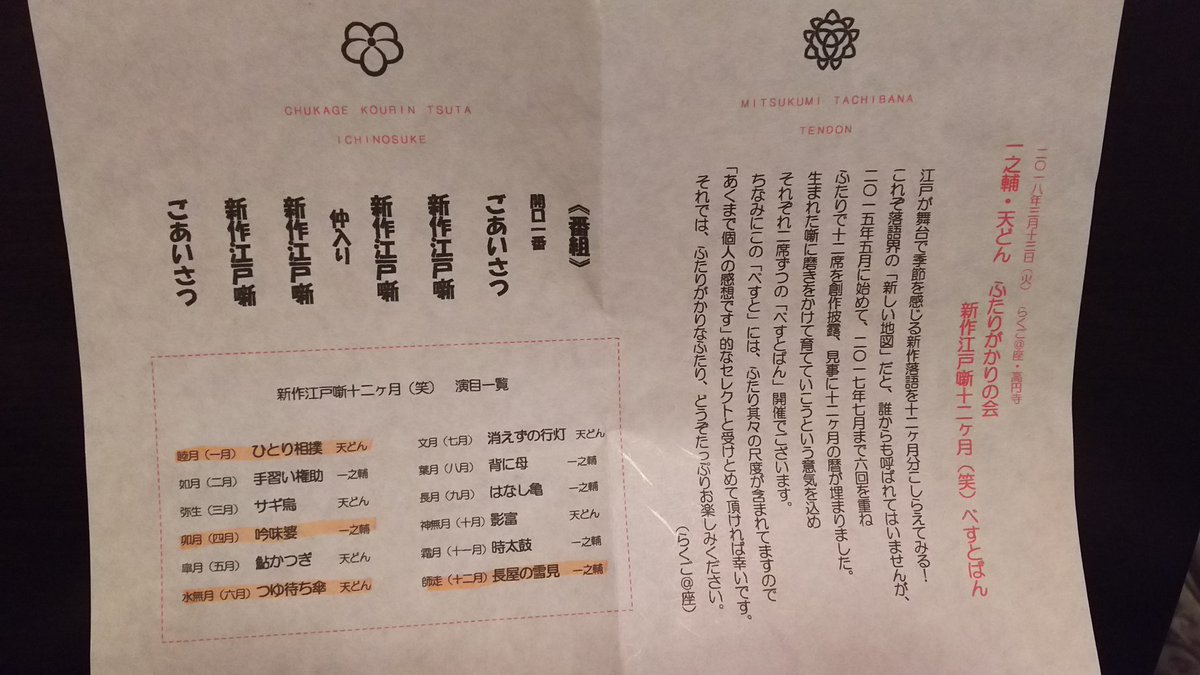 MITSUKUMI TACHIBANA
TENDON
二〇一八年三月十三日(火) らくご@座・高円寺
一之輔・天どん ふたりがかりの会
新作江戸噺十二ヶ月(笑)べすとぱん
江戸が舞台で季節を感じる新作落語を十二ヶ月分こしらえてみる!
これぞ落語界の「新しい地図」だと、誰からも呼ばれてはいませんが、
二〇一五年五月に始めて、二〇一七年七月まで六回を重ね
ふたりで十二席を創作披露、見事に十二ヶ月の暦が埋まりました。
生まれた噺に磨きをかけて育てていこうという意気を込め
それぞれ二席ずつの「べすとぱん」開催でございます。
ちなみにこの「べすと」には、ふたり其々の尺度が含まれてますので
「あくまで個人の感想です」的なセレクトと受けとめて頂ければ幸いです。
それでは、ふたりがかりなふたり、どうぞたっぷりお楽しみください。
(らくご@座)
CHUKAGE KOURIN TSUTA
ICHINOSUKE
《番組》
開口一番
ごあいさつ
新作江戸噺
新作江戸噺
仲入り
新作江戸噺
新作江戸噺
ごあいさつ
新作江戸噺十二ヶ月(笑) 演目一覧
睦月(一月) ひとり相撲 天どん
如月(二月) 手習い権助 一之輔
弥生(三月) サギ烏 天どん
卯月(四月) 吟味婆 一之輔
皐月(五月) 鮎かつぎ 天どん
水無月(六月) つゆ待ち傘 天どん
文月(七月) 消えずの行灯 天どん
葉月(八月) 背に母 一之輔
長月(九月) はなし亀 一之輔
神無月(十月) 影富 天どん
霜月(十一月) 時太鼓 一之輔
師走(十二月) 長屋の雪見 一之輔